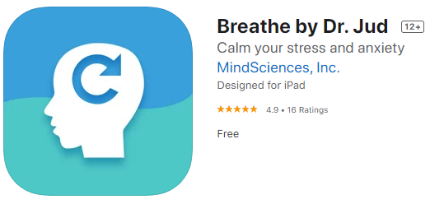 Breathe by Dr. Jud 12+
Calm your stress and anxiety
MindSciences, Inc.
Designed for iPad
★★★★★ 4.9 • 16 Ratings
Free